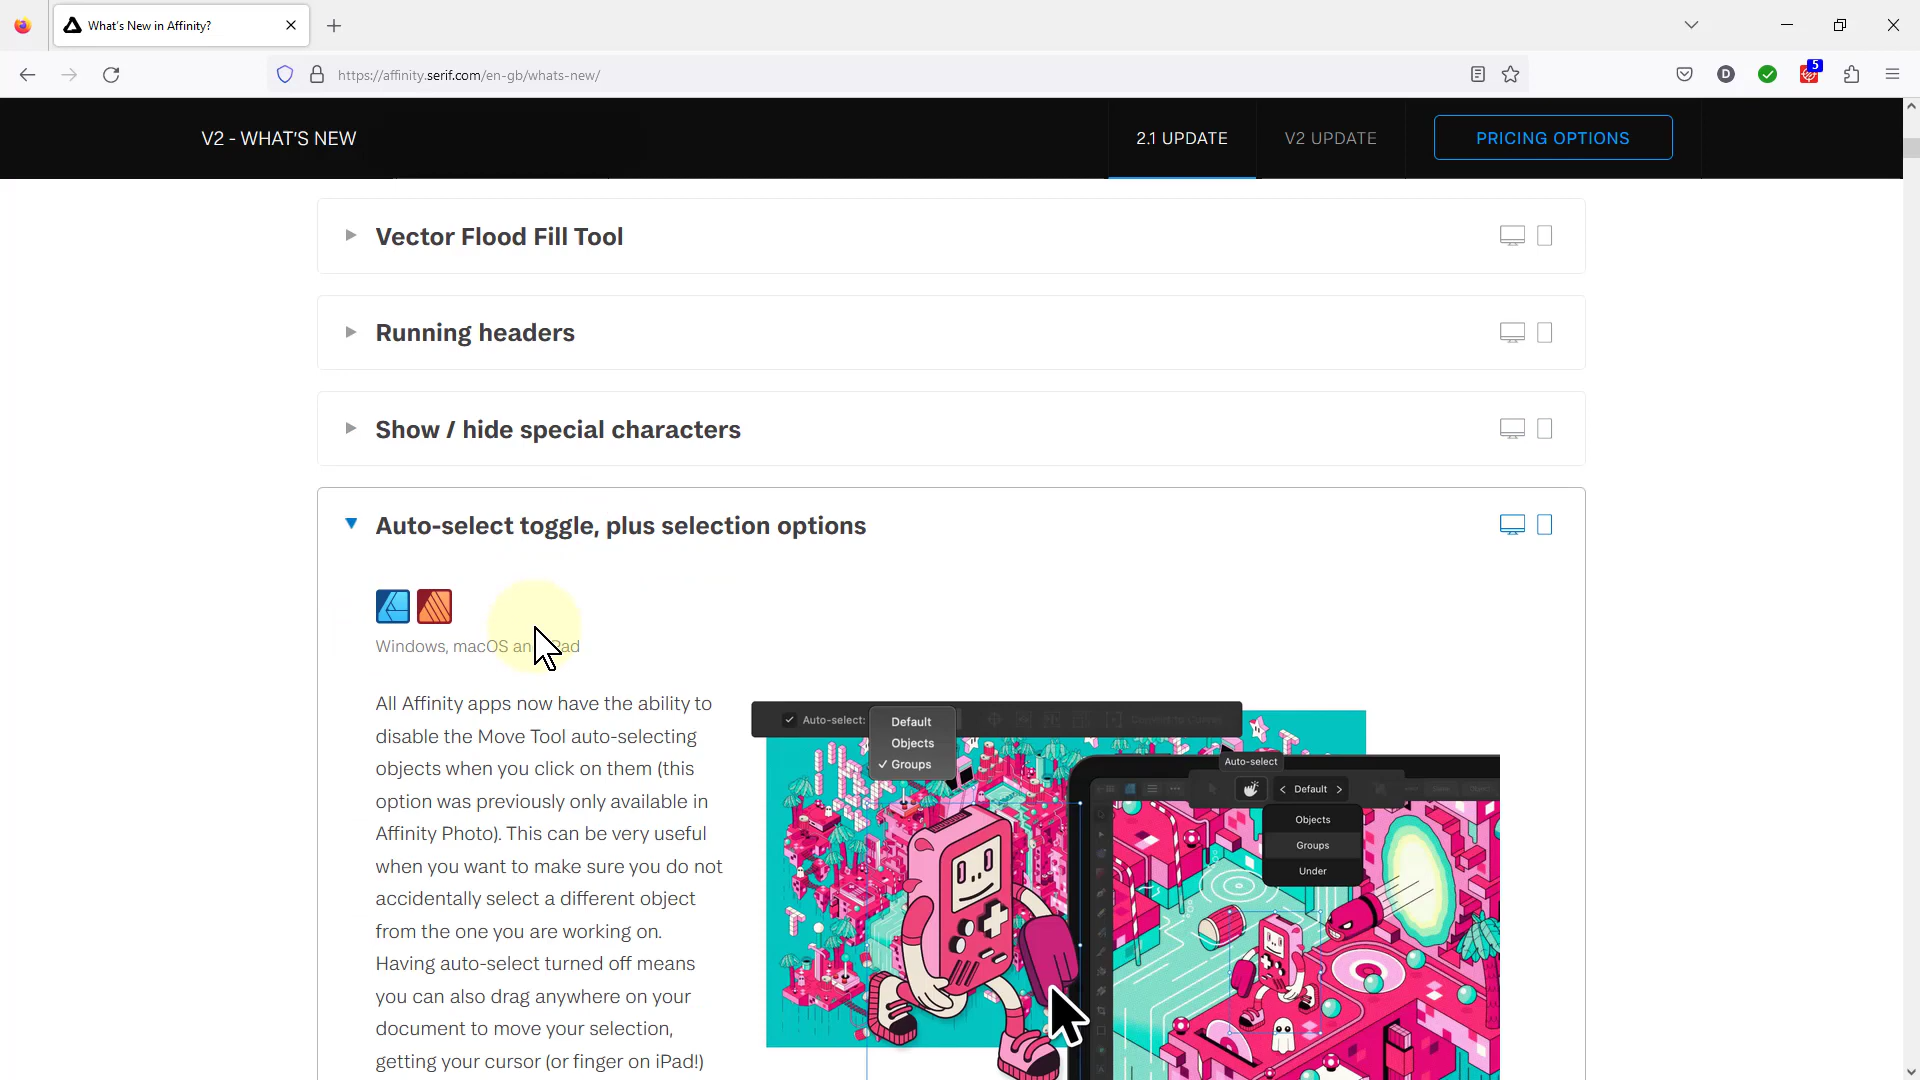 What's New in Affinity?
https://affinity.serif.com/en-gb/whats-new/
D
5
V2 - WHAT'S NEW
2.1 UPDATE
V2 UPDATE
PRICING OPTIONS
Vector Flood Fill Tool
Running headers
Show / hide special characters
Auto-select toggle, plus selection options
Windows, macOS an Pad
All Affinity apps now have the ability to
disable the Move Tool auto-selecting
objects when you click on them (this
option was previously only available in
Affinity Photo). This can be very useful
when you want to make sure you do not
accidentally select a different object
from the one you are working on.
Having auto-select turned off means
you can also drag anywhere on your
document to move your selection,
getting your cursor (or finger on iPad!)
Auto-select:
Default
Objects
Groups
Auto-select
Default
Objects
Groups
Under